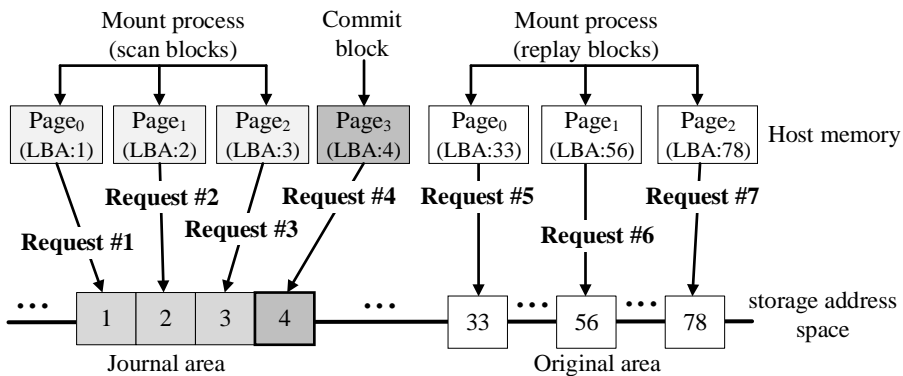 Mount process
(scan blocks)
Commit
block
Mount process
(replay blocks)
Page₀
(LBA:1)
Page₁
(LBA:2)
Page₂
(LBA:3)
Page₃
(LBA:4)
Page₀
(LBA:33)
Page₁
(LBA:56)
Page₂
(LBA:78)
Host memory
Request #1
Request #2
Request #3
Request #4
Request #5
Request #6
Request #7
...
1
2
3
4
...
33
...
56
...
78
storage address
space
Journal area
Original area